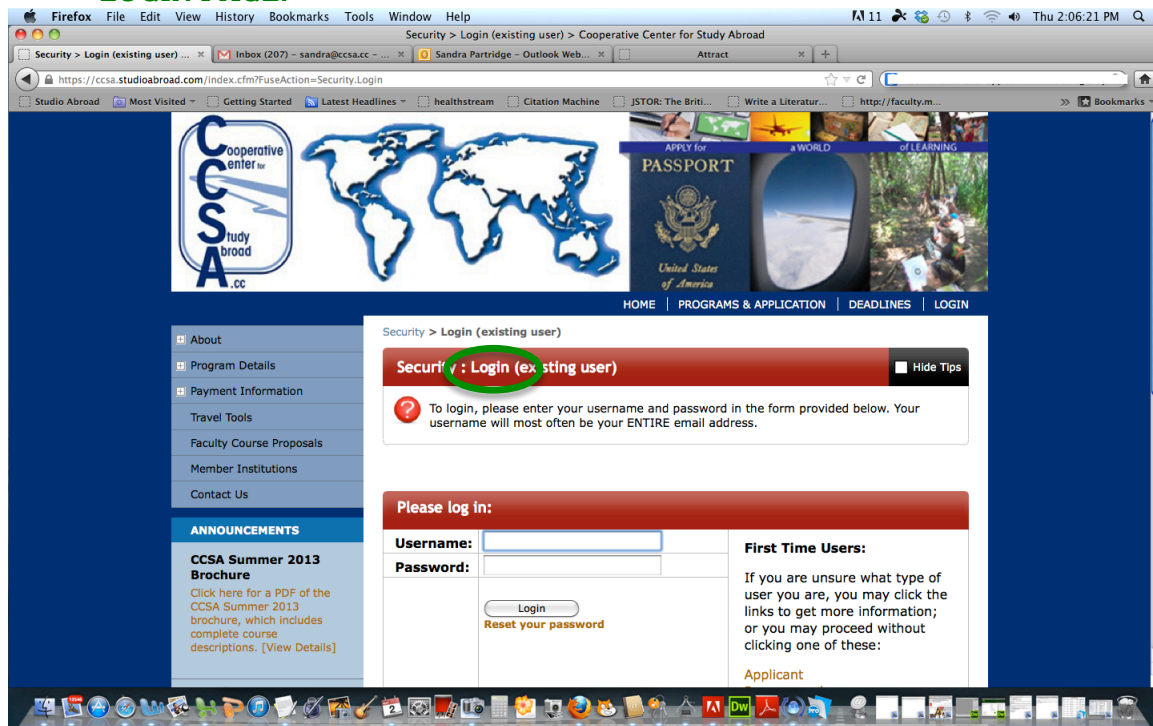 Firefox File Edit View History Bookmarks Tools Window Help 11 Thu 2:06:21 PM
Security > Login (existing user) > Cooperative Center for Study Abroad
Security > Login (existing user) ... Inbox (207) – sandra@ccsa.cc – ... Sandra Partridge – Outlook Web... Attract
https://ccsa.studioabroad.com/index.cfm?FuseAction=Security.Login
Studio Abroad Most Visited Getting Started Latest Headlines healthstream Citation Machine JSTOR: The Briti... Write a Literatur... http://faculty.m... Bookmarks
Cooperative
Center for
Study
Abroad
.cc
APPLY for a WORLD of LEARNING
PASSPORT
United States
of America
HOME | PROGRAMS & APPLICATION | DEADLINES | LOGIN
About
Program Details
Payment Information
Travel Tools
Faculty Course Proposals
Member Institutions
Contact Us
ANNOUNCEMENTS
CCSA Summer 2013
Brochure
Click here for a PDF of the
CCSA Summer 2013
brochure, which includes
complete course
descriptions. [View Details]
Security > Login (existing user)
Security : Login (existing user) Hide Tips
To login, please enter your username and password in the form provided below. Your
username will most often be your ENTIRE email address.
Please log in:
Username:
Password:
Login
Reset your password
First Time Users:
If you are unsure what type of
user you are, you may click the
links to get more information;
or you may proceed without
clicking one of these:
Applicant